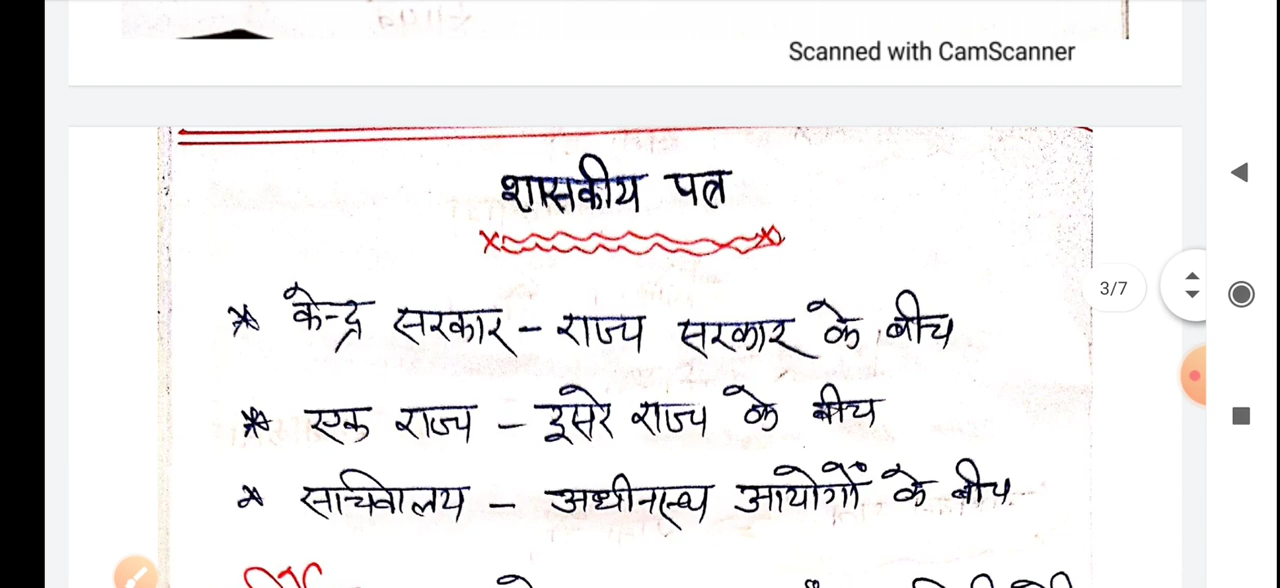 Scanned with CamScanner
शासकीय पत्र
* केन्द्र सरकार - राज्य सरकार के बीच
3/7
* एक राज्य - दूसरे राज्य के बीच
* सचिवालय - अधीनस्थ आयोगों के बीच